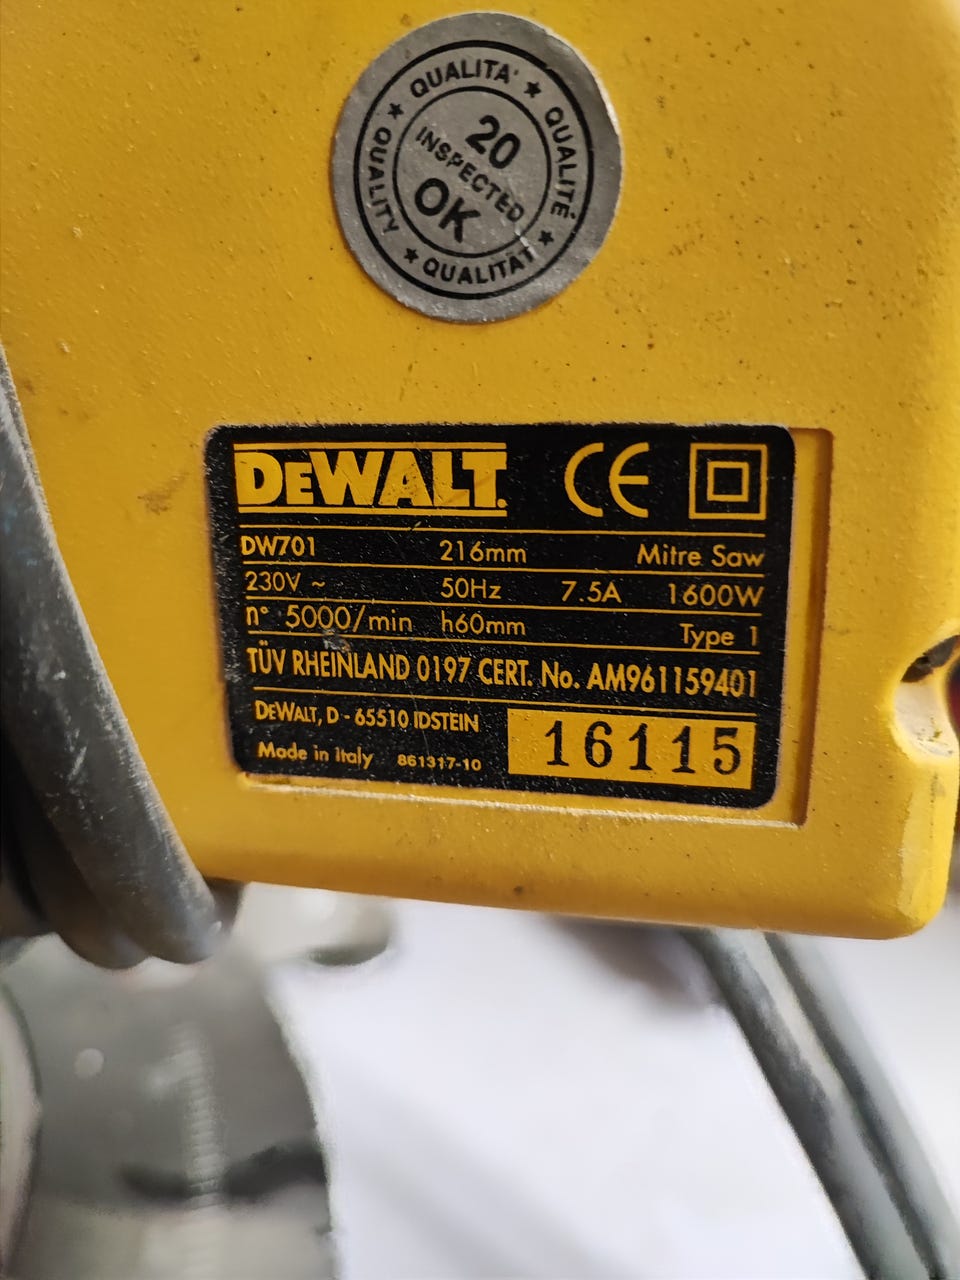 QUALITA' ★ QUALITÉ ★ QUALITÄT ★ QUALITY ★
20
INSPECTED
OK
DEWALT.
CE
DW701 216mm Mitre Saw
230V ~ 50Hz 7.5A 1600W
n° 5000/min h60mm Type 1
TÜV RHEINLAND 0197 CERT. No. AM961159401
DEWALT, D - 65510 IDSTEIN
Made in Italy 861317-10
16115